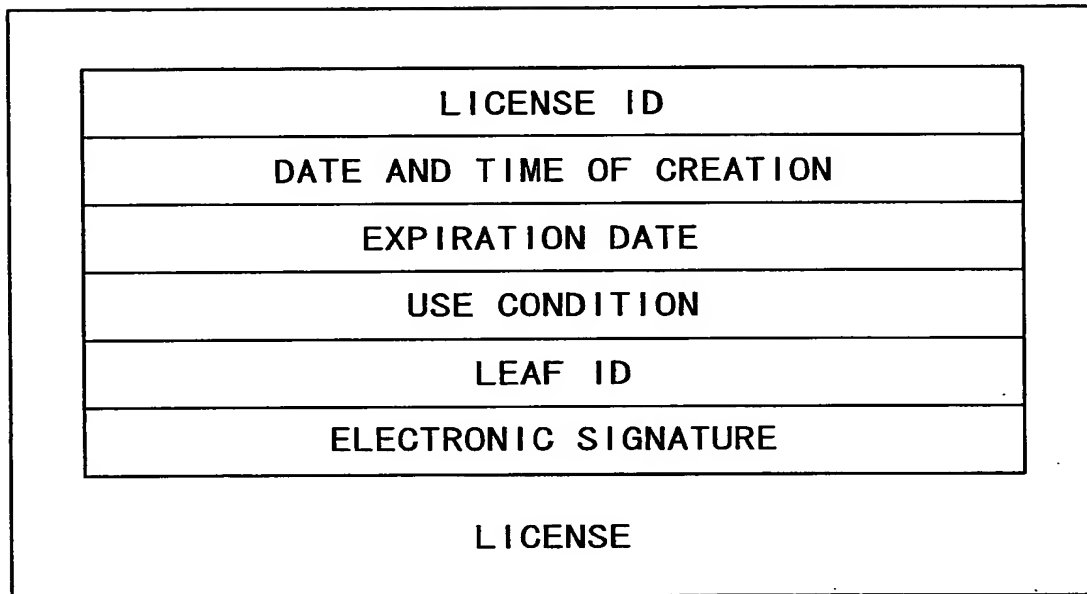 LICENSE ID
DATE AND TIME OF CREATION
EXPIRATION DATE
USE CONDITION
LEAF ID
ELECTRONIC SIGNATURE
LICENSE